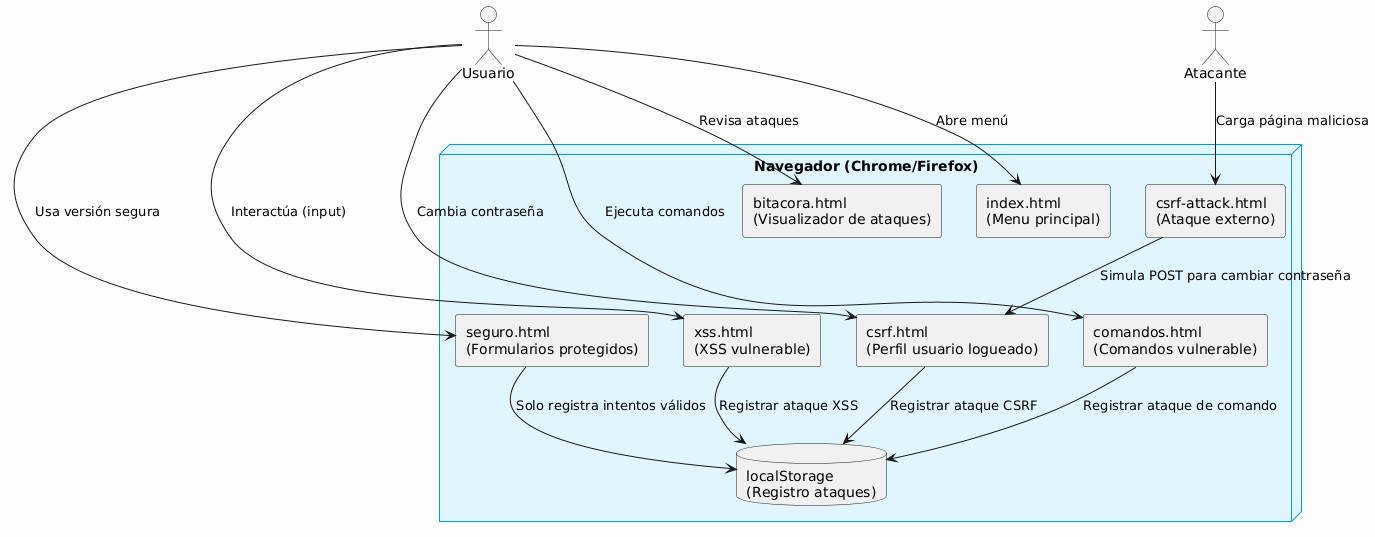 Usuario
Atacante
Revisa ataques
Abre menú
Carga página maliciosa
Navegador (Chrome/Firefox)
bitacora.html
(Visualizador de ataques)
index.html
(Menu principal)
csrf-attack.html
(Ataque externo)
Usa versión segura
Interactúa (input)
Cambia contraseña
Ejecuta comandos
Simula POST para cambiar contraseña
seguro.html
(Formularios protegidos)
xss.html
(XSS vulnerable)
csrf.html
(Perfil usuario logueado)
comandos.html
(Comandos vulnerable)
Solo registra intentos válidos
Registrar ataque XSS
Registrar ataque CSRF
Registrar ataque de comando
localStorage
(Registro ataques)